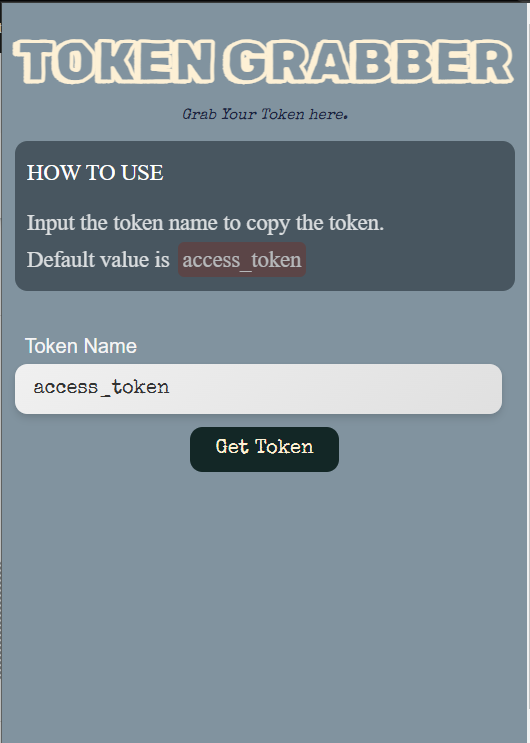 TOKEN GRABBER
Grab Your Token here.
HOW TO USE
Input the token name to copy the token.
Default value is access_token
Token Name
access_token
Get Token